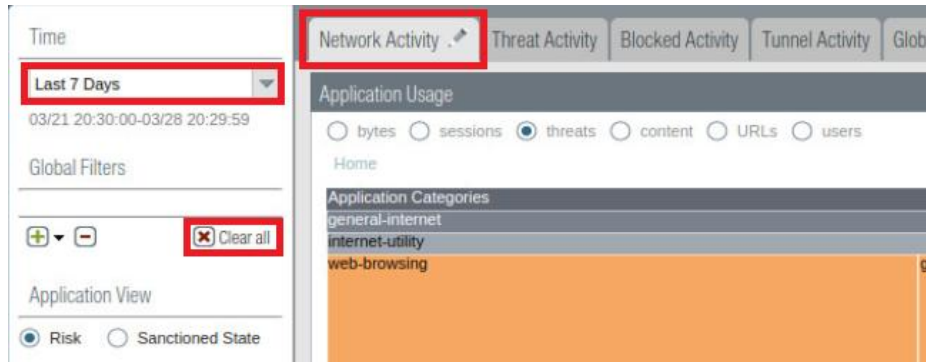 Time
Last 7 Days
03/21 20:30:00-03/28 20:29:59
Global Filters
Clear all
Application View
Risk Sanctioned State
Network Activity Threat Activity Blocked Activity Tunnel Activity Glob
Application Usage
bytes sessions threats content URLs users
Home
Application Categories
general-internet
internet-utility
web-browsing g